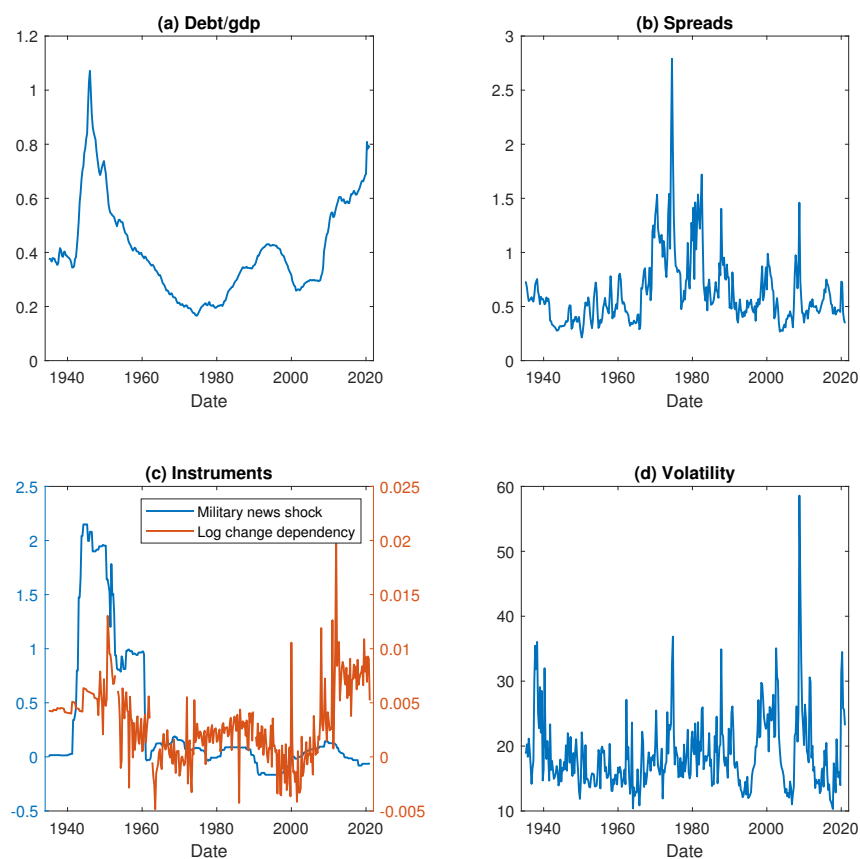 (a) Debt/gdp
1.2
1
0.8
0.6
0.4
0.2
0
1940 1960 1980 2000 2020
Date
(b) Spreads
3
2.5
2
1.5
1
0.5
0
1940 1960 1980 2000 2020
Date
(c) Instruments
2.5
2
1.5
1
0.5
0
-0.5
Military news shock
Log change dependency
0.025
0.02
0.015
0.01
0.005
0
-0.005
1940 1960 1980 2000 2020
Date
(d) Volatility
60
50
40
30
20
10
1940 1960 1980 2000 2020
Date